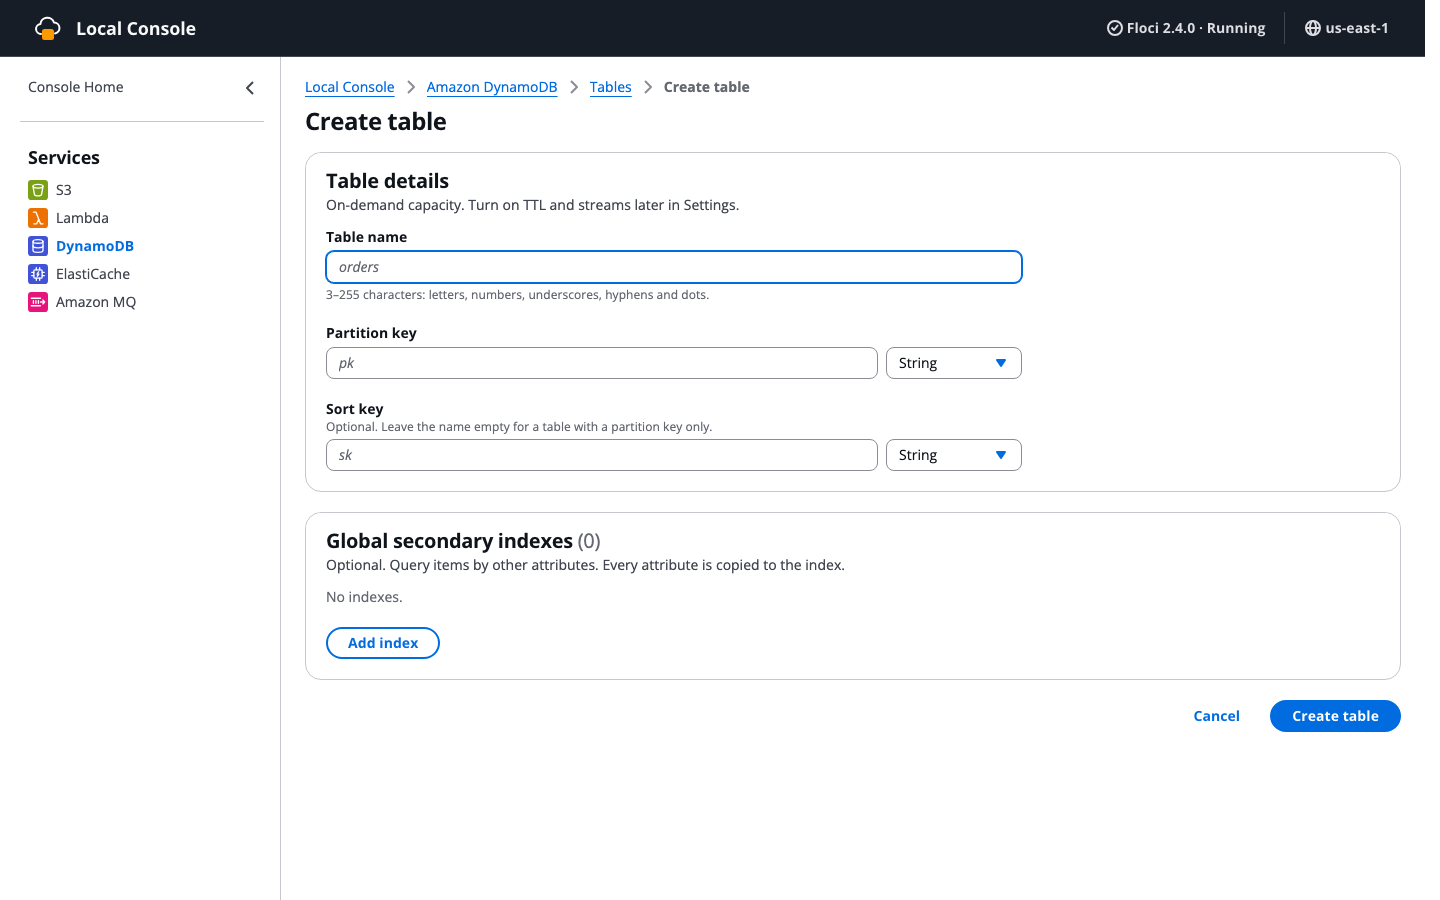 Local Console
Floci 2.4.0 · Running
us-east-1
Console Home
Services
S3
Lambda
DynamoDB
ElastiCache
Amazon MQ
Local Console > Amazon DynamoDB > Tables > Create table
Create table
Table details
On-demand capacity. Turn on TTL and streams later in Settings.
Table name
orders
3–255 characters: letters, numbers, underscores, hyphens and dots.
Partition key
pk
String
Sort key
Optional. Leave the name empty for a table with a partition key only.
sk
String
Global secondary indexes (0)
Optional. Query items by other attributes. Every attribute is copied to the index.
No indexes.
Add index
Cancel
Create table